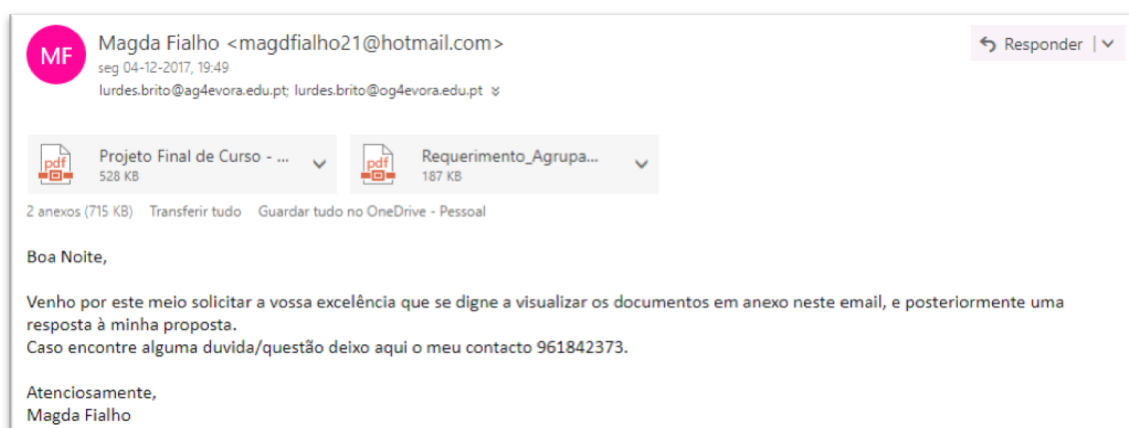 MF
Magda Fialho <magdfialho21@hotmail.com>
Responder
seg 04-12-2017, 19:49
lurdes.brito@ag4evora.edu.pt; lurdes.brito@og4evora.edu.pt
pdf
Projeto Final de Curso - ...
528 KB
pdf
Requerimento_Agrupa...
187 KB
2 anexos (715 KB) Transferir tudo Guardar tudo no OneDrive - Pessoal
Boa Noite,
Venho por este meio solicitar a vossa excelência que se digne a visualizar os documentos em anexo neste email, e posteriormente uma
resposta à minha proposta.
Caso encontre alguma duvida/questão deixo aqui o meu contacto 961842373.
Atenciosamente,
Magda Fialho